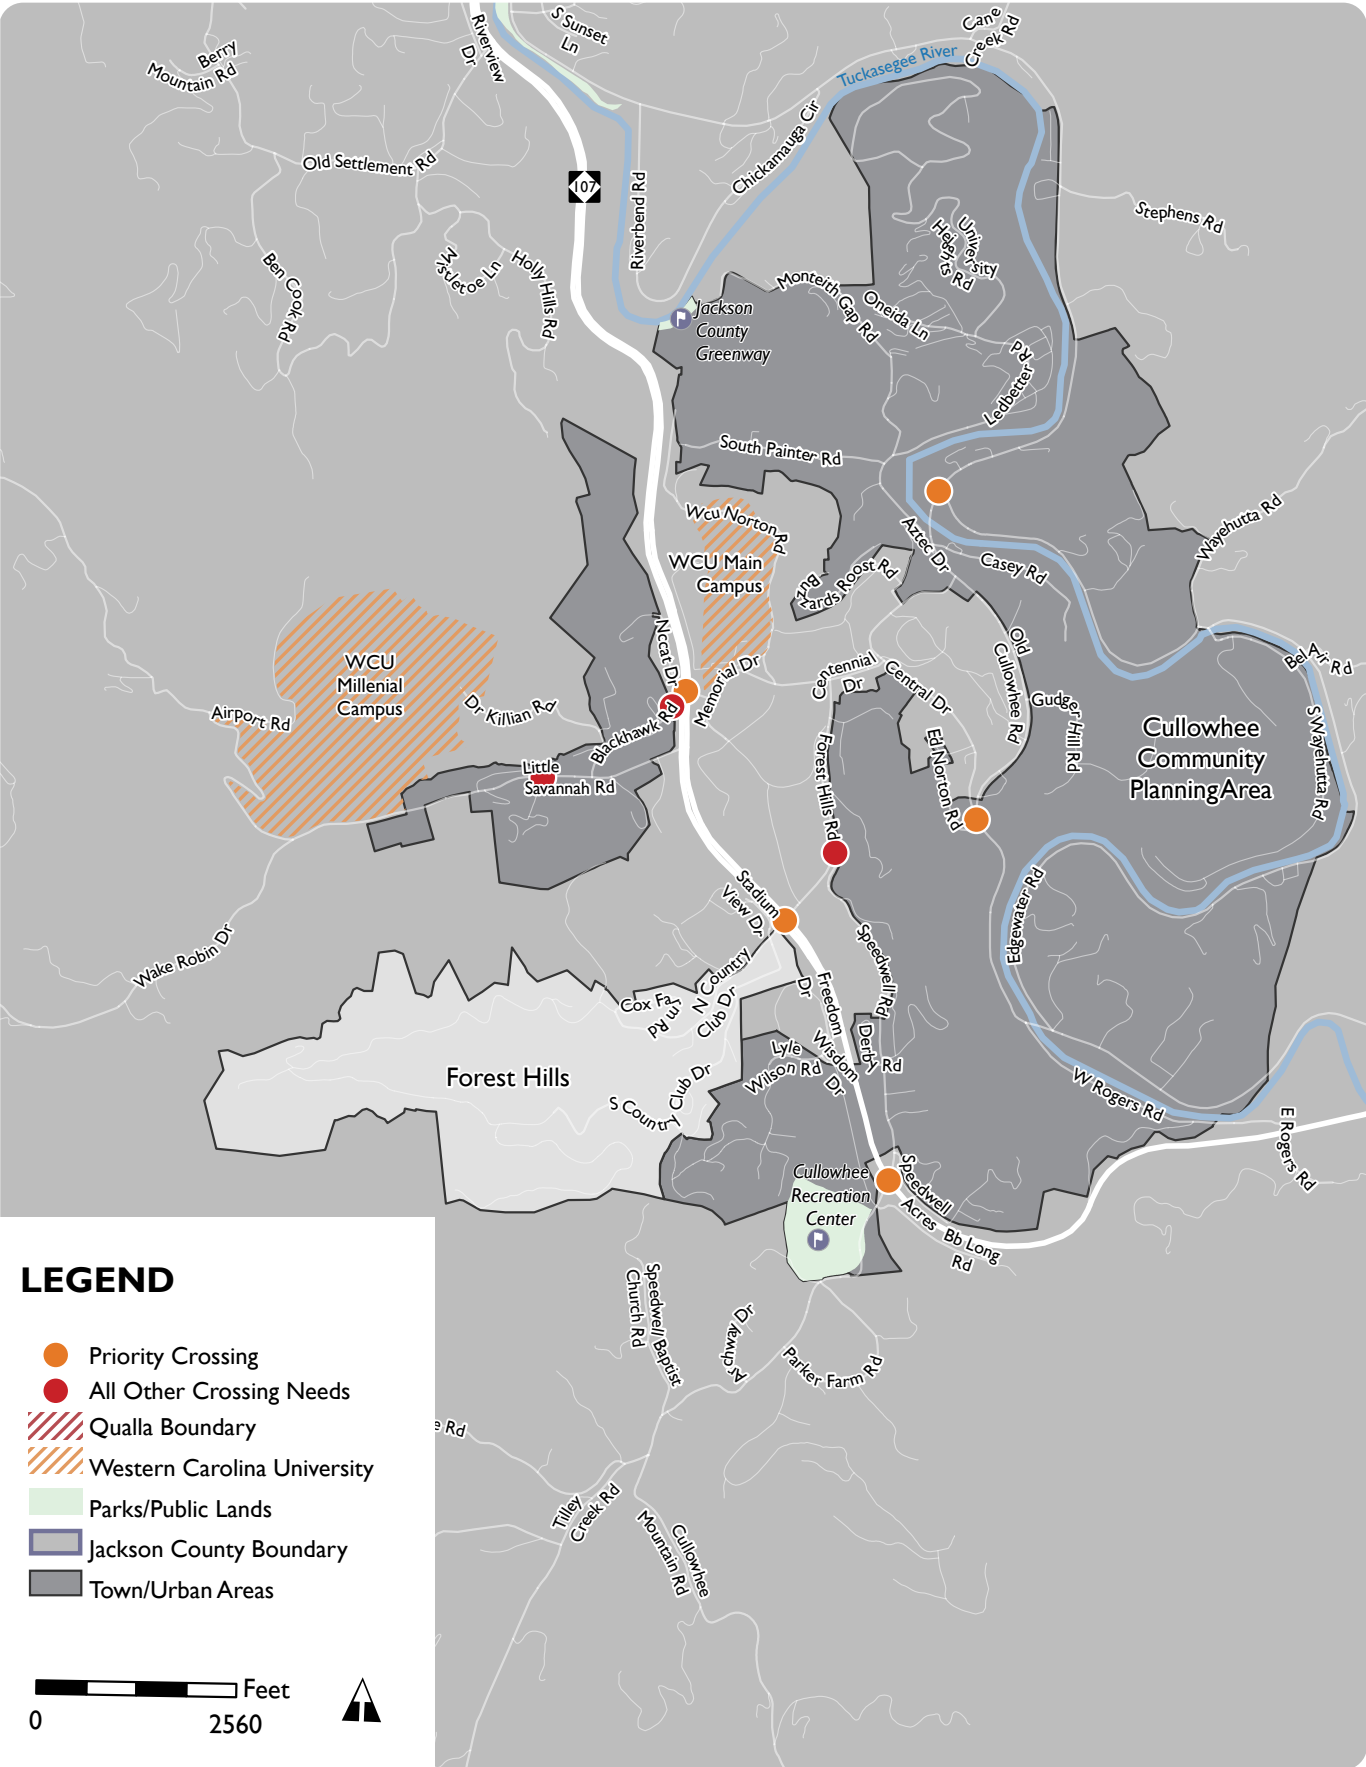 Riverview
Dr
S Sunset
Ln
Cane
Creek Rd
Tuckasegee River
Berry
Mountain Rd
Old Settlement Rd
Chickamauga Cir
107
Riverbend Rd
Stephens Rd
University
Heights Rd
Mistletoe Ln
Holly Hills Rd
Ben Cook Rd
Monteith Gap Rd
Oneida Ln
Jackson
County
Greenway
Ledbetter Rd
South Painter Rd
Wcu Norton Rd
Wayehutta Rd
Aztec Dr
WCU Main
Campus
Casey Rd
Buzzards Roost Rd
Nccat Dr
Old
Cullowhee Rd
WCU
Millenial
Campus
Memorial Dr
Centennial
Dr
Central Dr
Bel Air Rd
Airport Rd
Dr Killian Rd
Gudger
Hill Rd
S Wayehutta Rd
Blackhawk Rd
Forest Hills Rd
Ed Norton Rd
Cullowhee
Community
Planning Area
Little
Savannah Rd
Stadium
View Dr
Edgewater Rd
Wake Robin Dr
Speedwell Rd
N Country
Club Dr
Cox Farm Rd
Freedom
Dr
Forest Hills
Lyle
Wilson Rd
Wisdom
Dr
Derby Rd
S Country Club Dr
W Rogers Rd
E Rogers Rd
Cullowhee
Recreation
Center
Speedwell
Acres
Bb Long
Rd
Speedwell Baptist
Church Rd
Archway Dr
Parker Farm Rd
e Rd
Tilley
Creek Rd
Cullowhee
Mountain Rd
LEGEND
Priority Crossing
All Other Crossing Needs
Qualla Boundary
Western Carolina University
Parks/Public Lands
Jackson County Boundary
Town/Urban Areas
Feet
0
2560